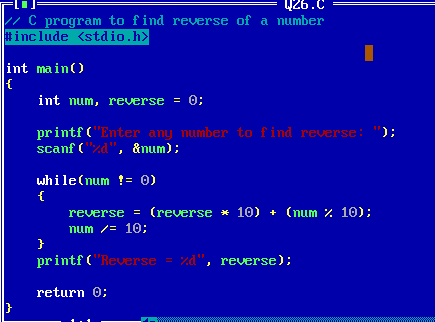 [■] Q26.C
// C program to find reverse of a number
#include <stdio.h>
int main()
{
int num, reverse = 0;
printf("Enter any number to find reverse: ");
scanf("%d", &num);
while(num != 0)
{
reverse = (reverse * 10) + (num % 10);
num /= 10;
}
printf("Reverse = %d", reverse);
return 0;
}